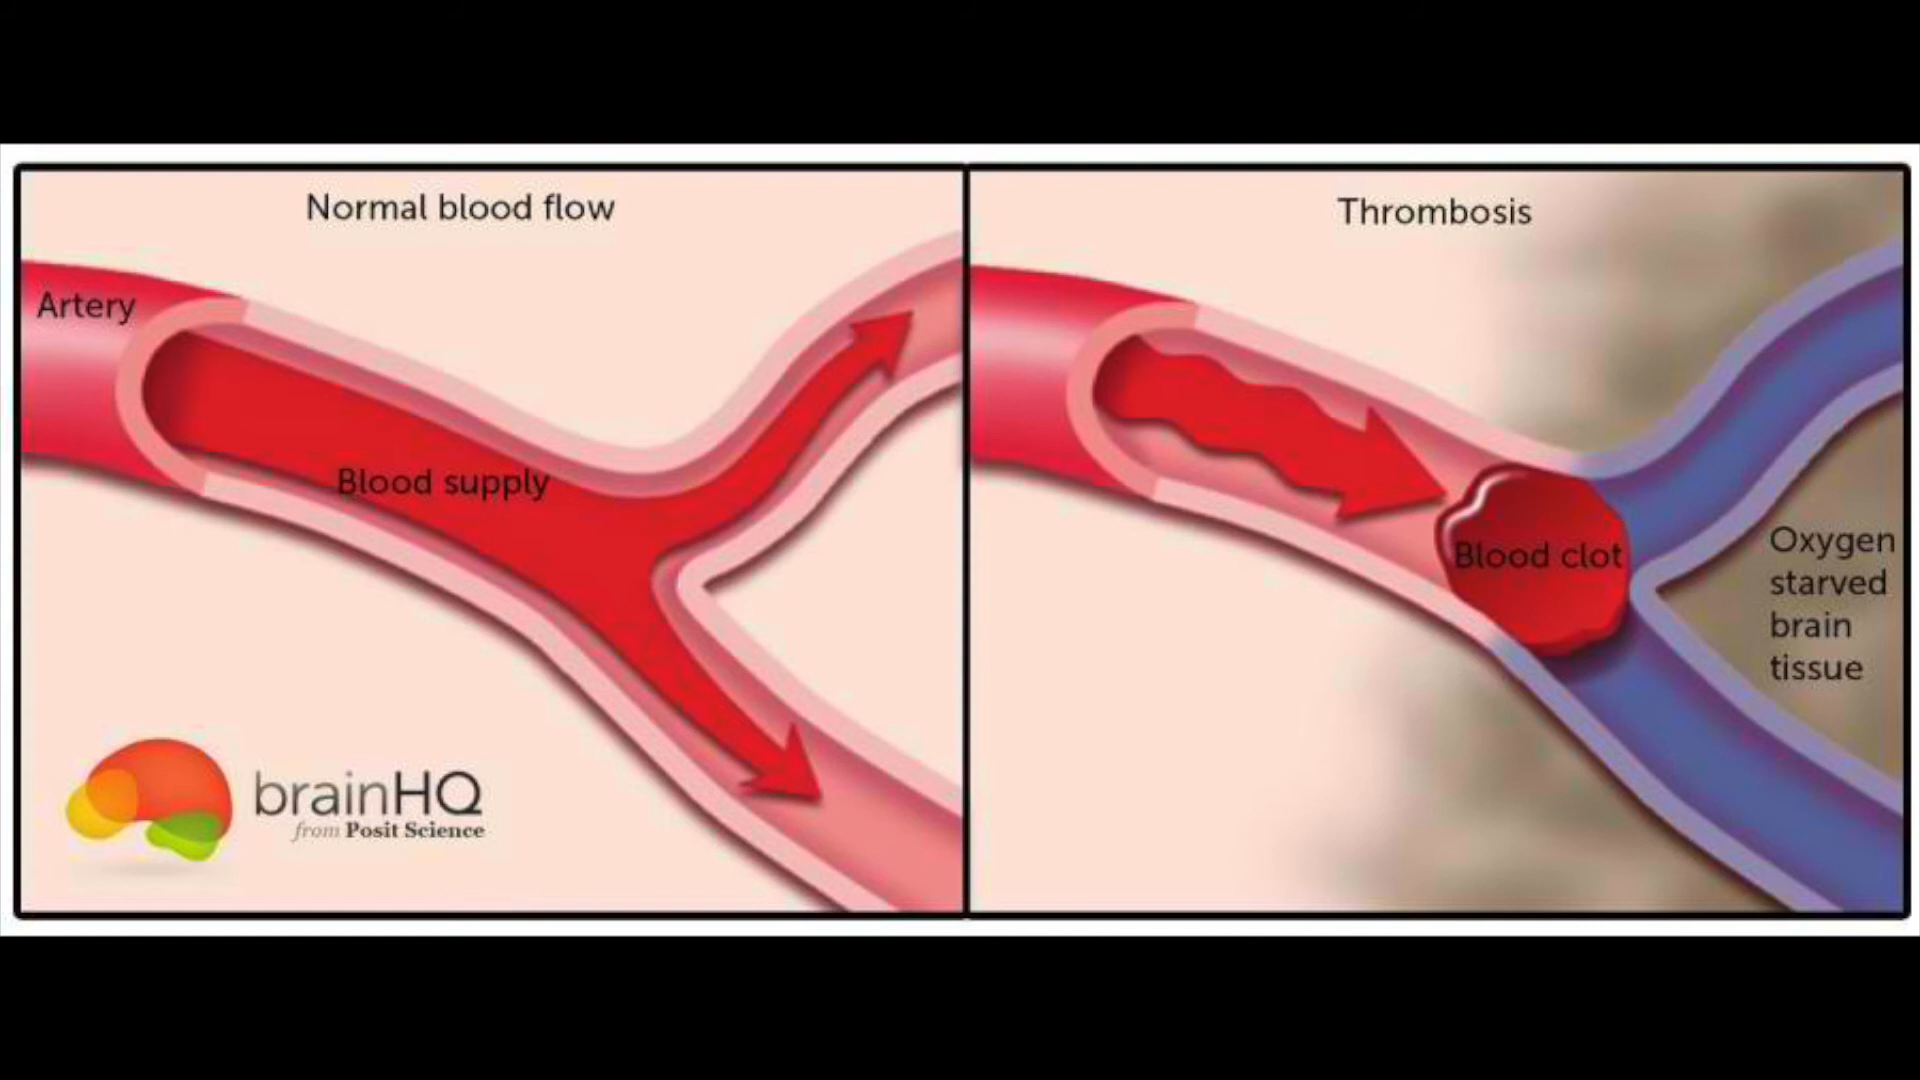 Normal blood flow
Artery
Blood supply
brainHQ
from Posit Science
Thrombosis
Blood clot
Oxygen
starved
brain
tissue